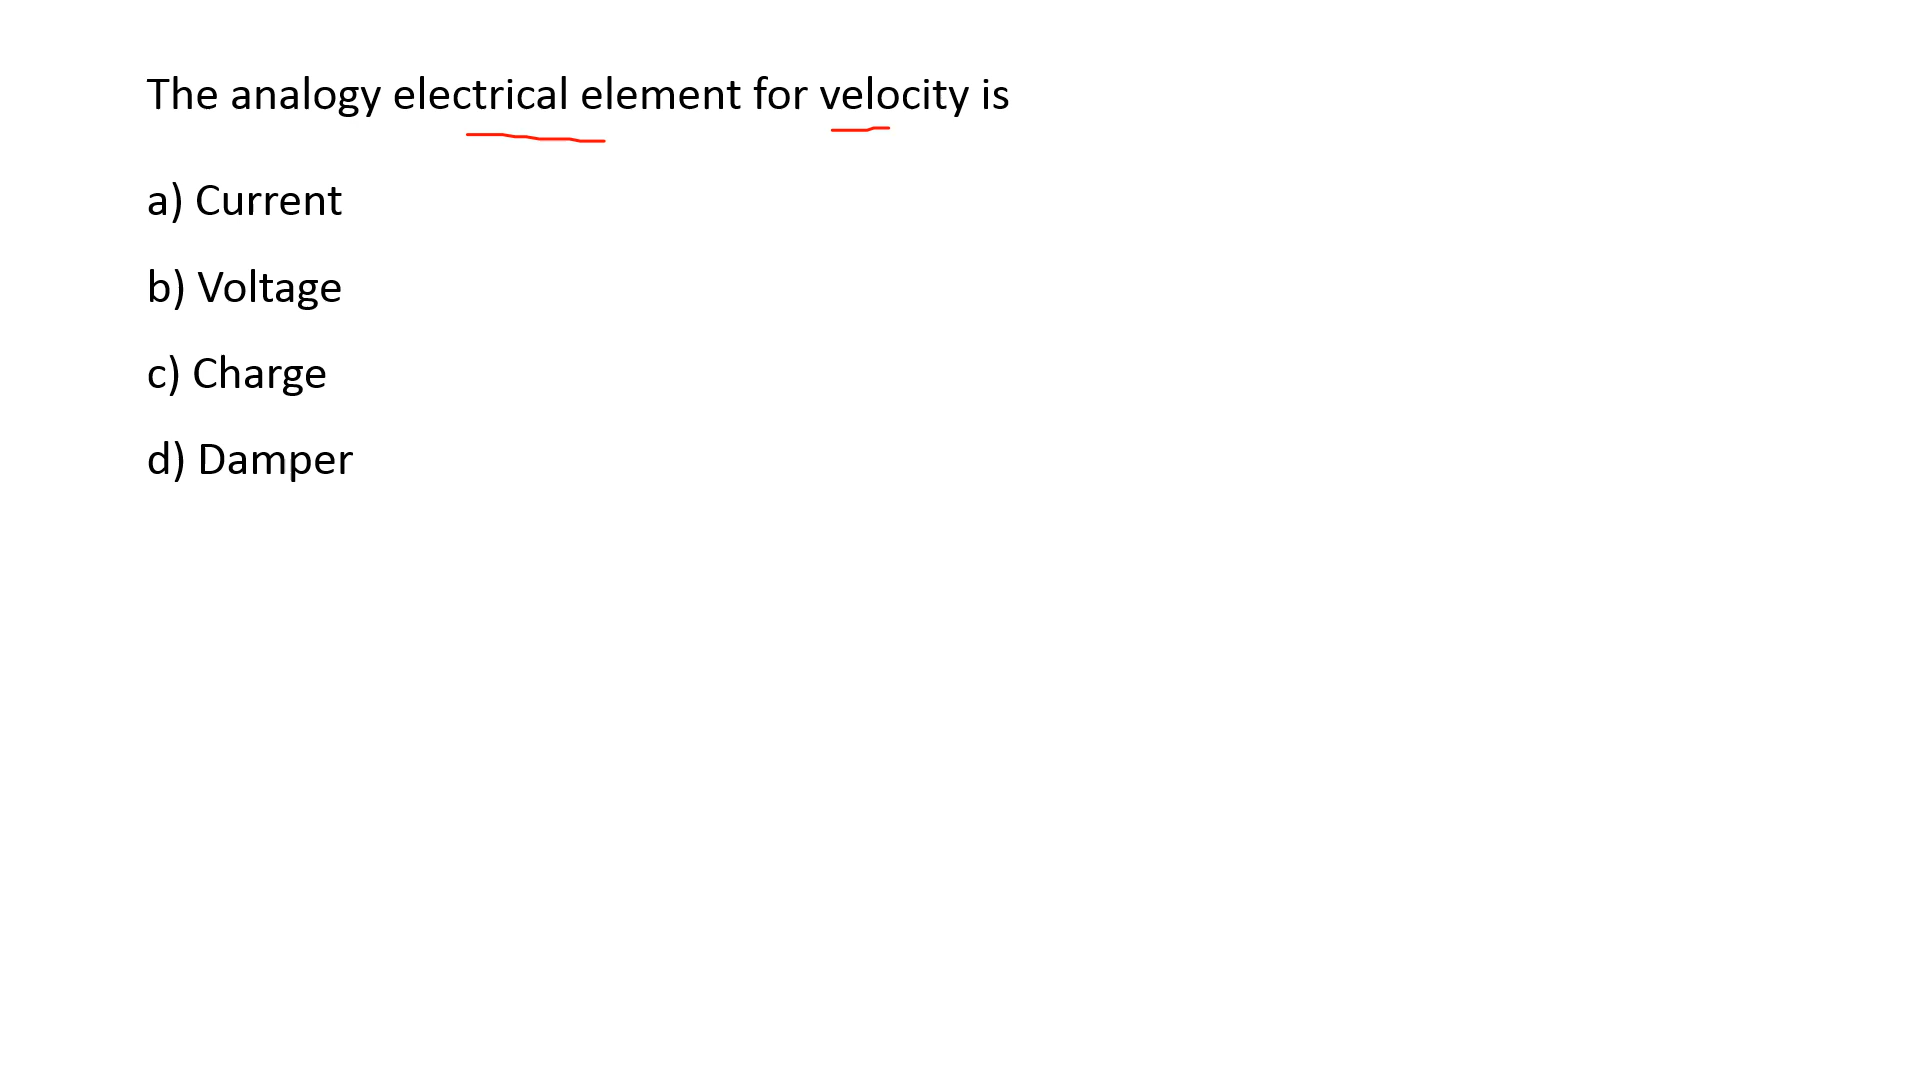 The analogy electrical element for velocity is
a) Current
b) Voltage
c) Charge
d) Damper